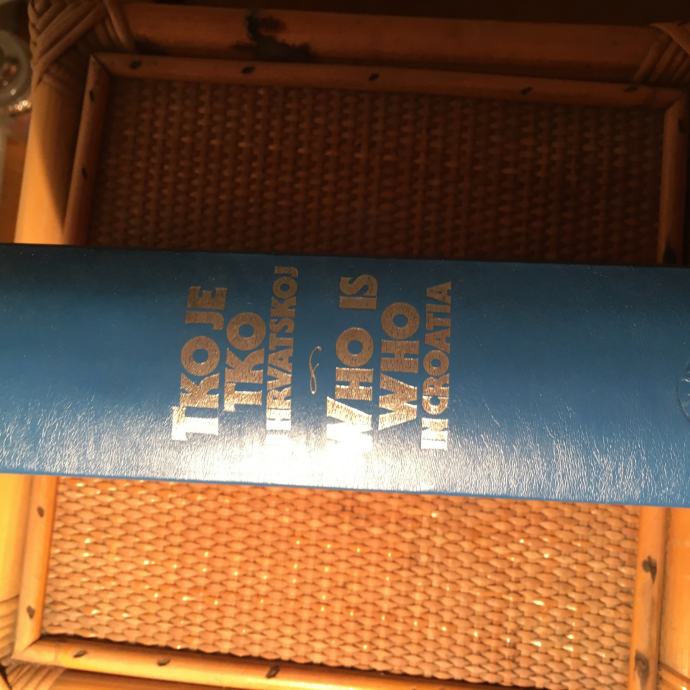 TKO JE
TKO
U HRVATSKOJ
WHO IS
WHO
IN CROATIA